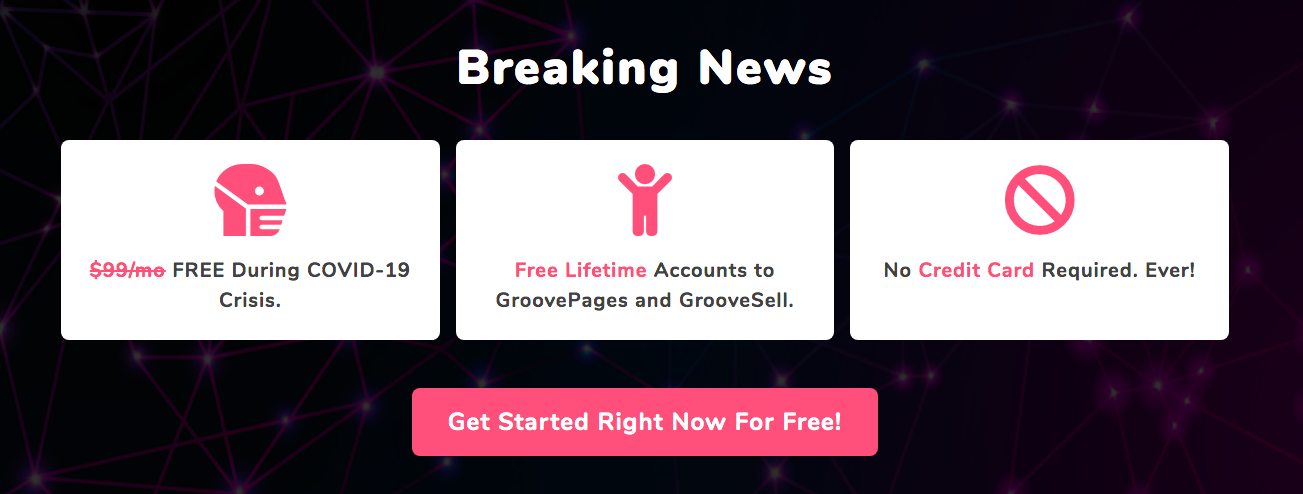 Breaking News
$99/mo FREE During COVID-19
Crisis.
Free Lifetime Accounts to
GroovePages and GrooveSell.
No Credit Card Required. Ever!
Get Started Right Now For Free!